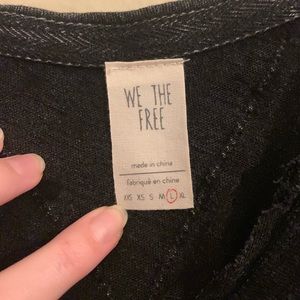 WE THE
FREE
made in china
fabriqué en chine
XXS XS S M L XL